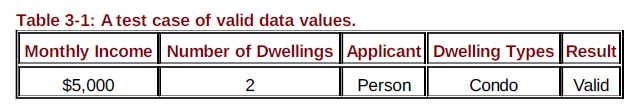 Table 3-1: A test case of valid data values.
Monthly Income Number of Dwellings Applicant Dwelling Types Result
$5,000 2 Person Condo Valid